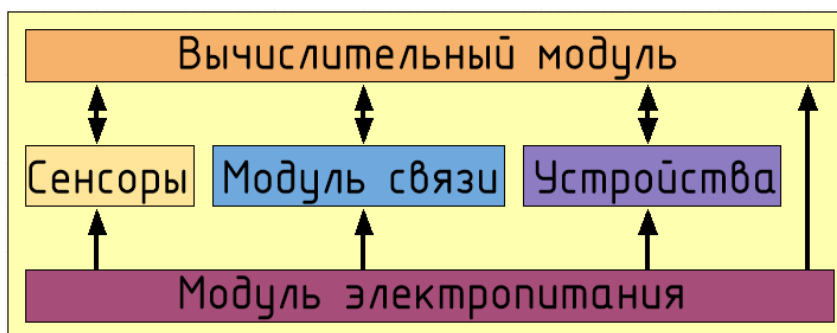 Вычислительный модуль
Сенсоры
Модуль связи
Устройства
Модуль электропитания